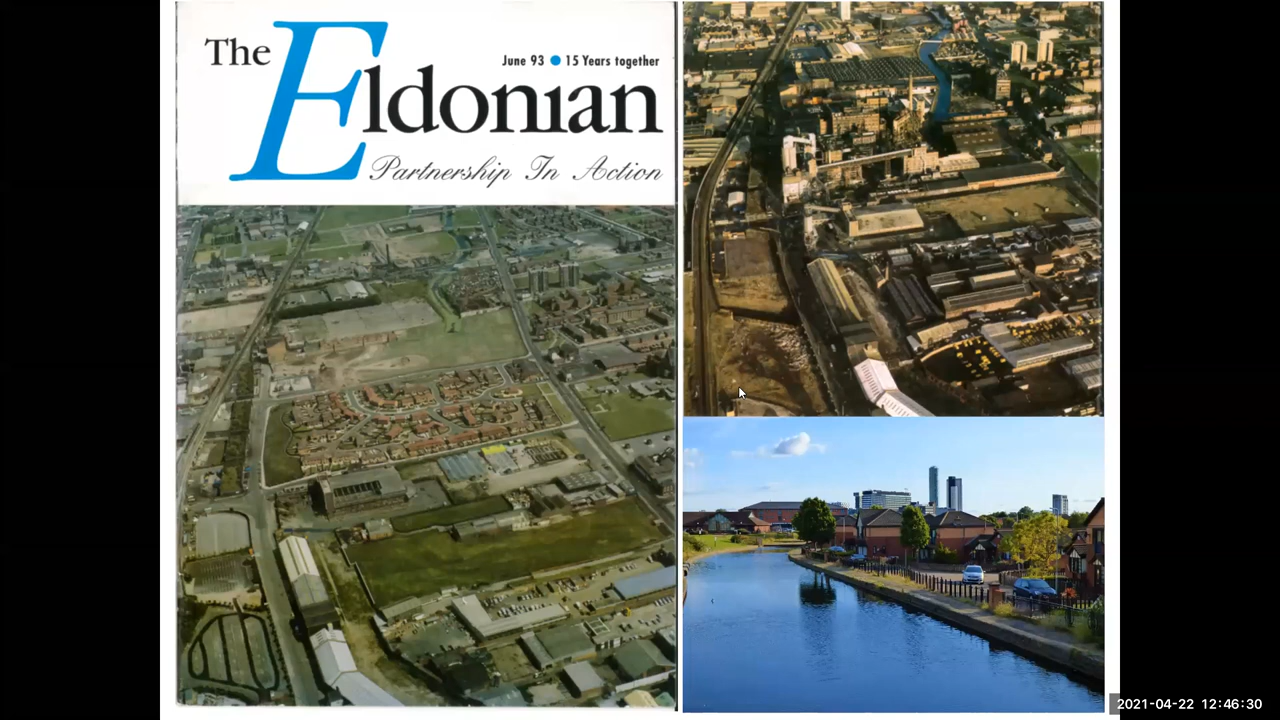 The Eldonian
June 93 • 15 Years together
Partnership In Action
2021-04-22 12:46:30